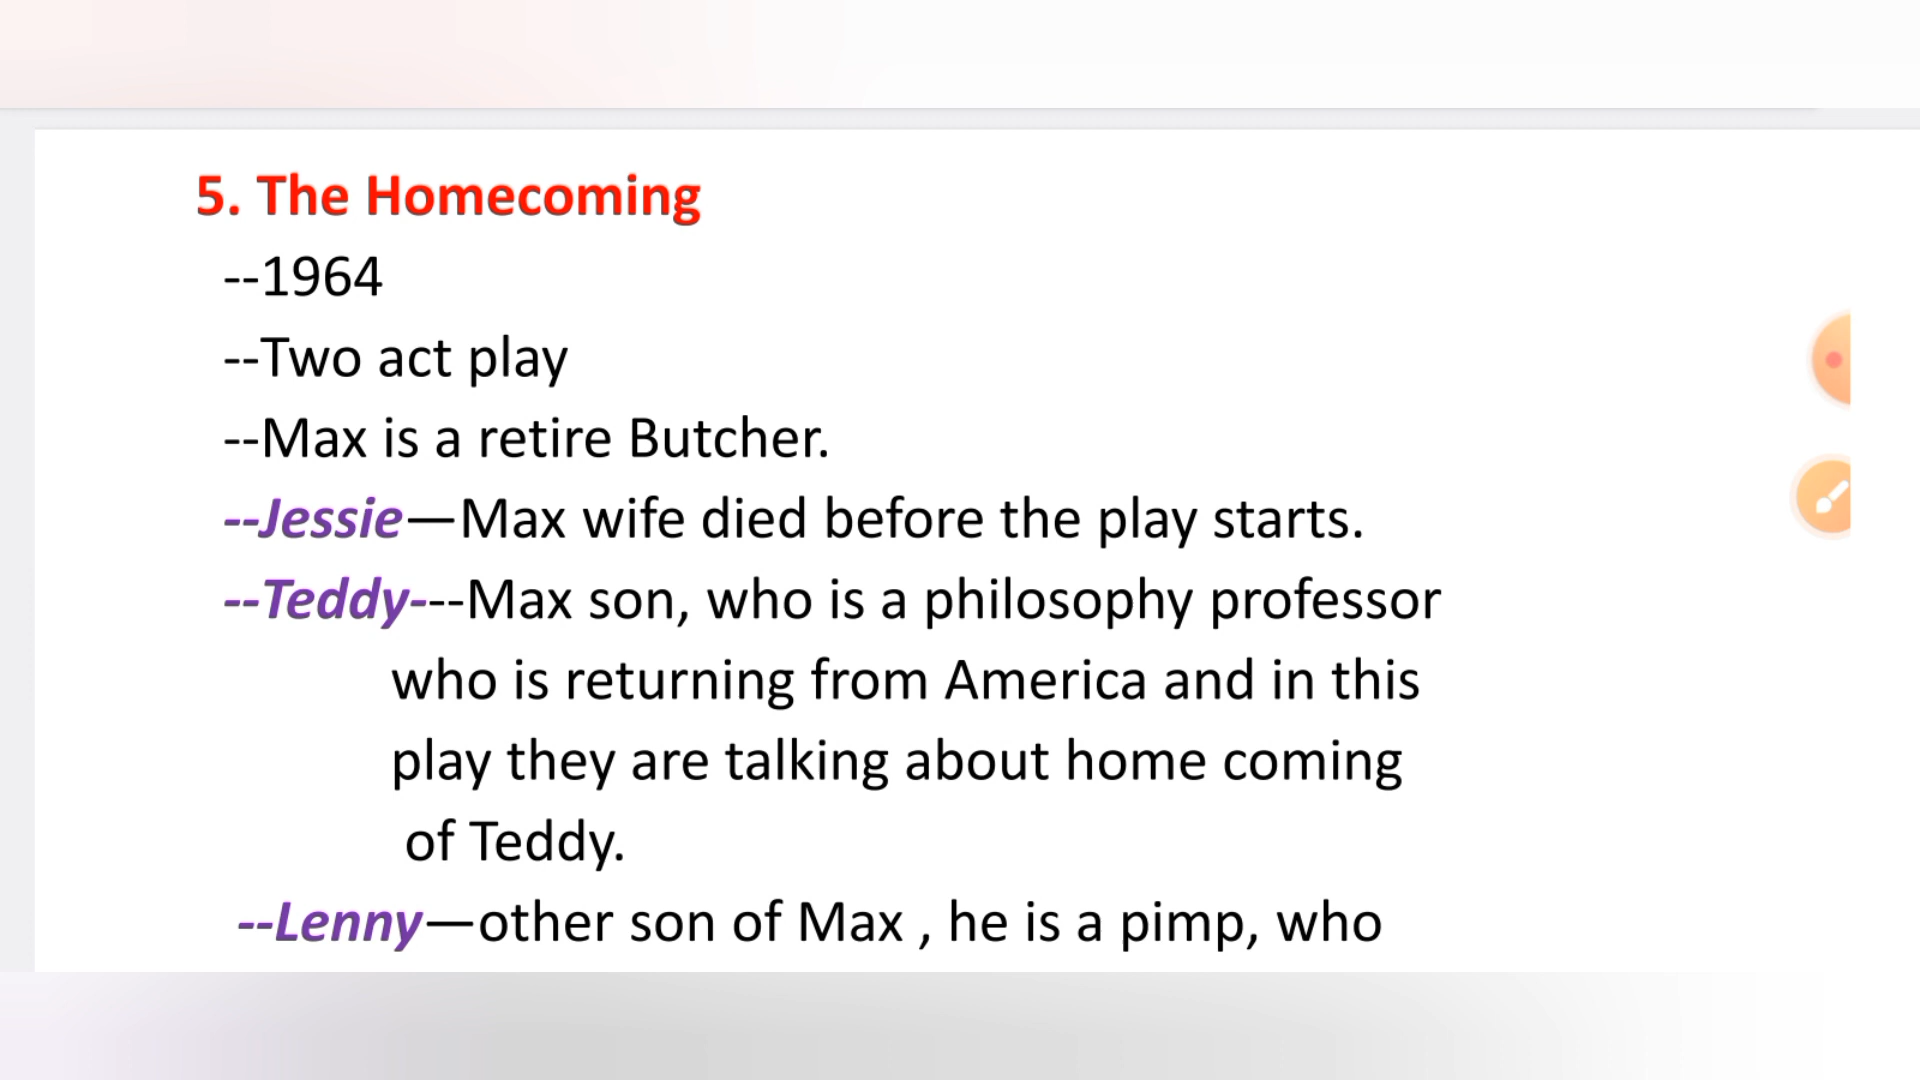 5. The Homecoming
--1964
--Two act play
--Max is a retire Butcher.
--Jessie—Max wife died before the play starts.
--Teddy---Max son, who is a philosophy professor
who is returning from America and in this
play they are talking about home coming
of Teddy.
--Lenny—other son of Max , he is a pimp, who